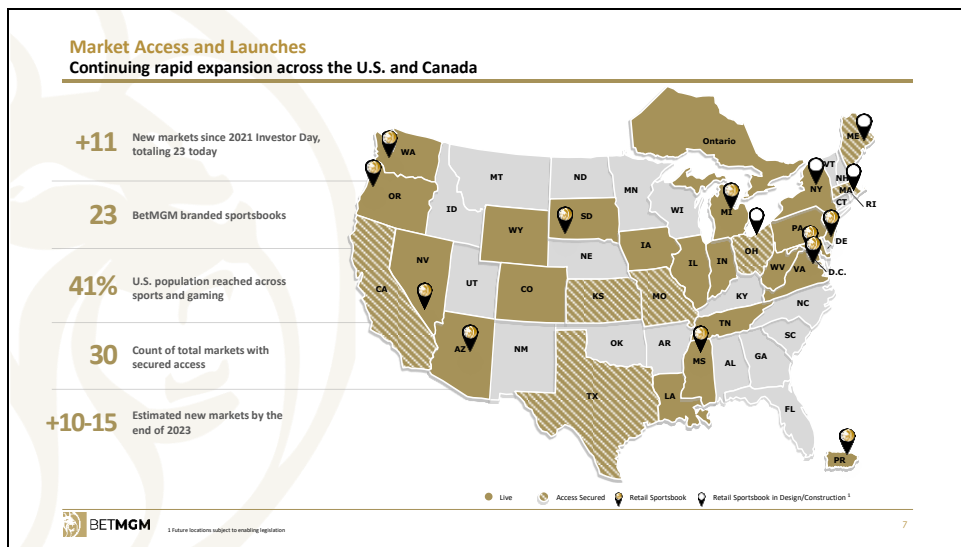 Market Access and Launches
Continuing rapid expansion across the U.S. and Canada
+11
New markets since 2021 Investor Day,
totaling 23 today
23
BetMGM branded sportsbooks
41%
U.S. population reached across
sports and gaming
30
Count of total markets with
secured access
+10-15
Estimated new markets by the
end of 2023
Ontario
WA
OR
CA
NV
ID
MT
WY
UT
AZ
CO
NM
ND
SD
NE
KS
OK
TX
MN
IA
MO
AR
LA
WI
IL
IN
MI
OH
KY
TN
MS
AL
GA
FL
SC
NC
VA
WV
PA
NY
VT
NH
ME
MA
CT
RI
DE
D.C.
PR
Live
Access Secured
Retail Sportsbook
Retail Sportsbook in Design/Construction 1
BETMGM
1 Future locations subject to enabling legislation
7